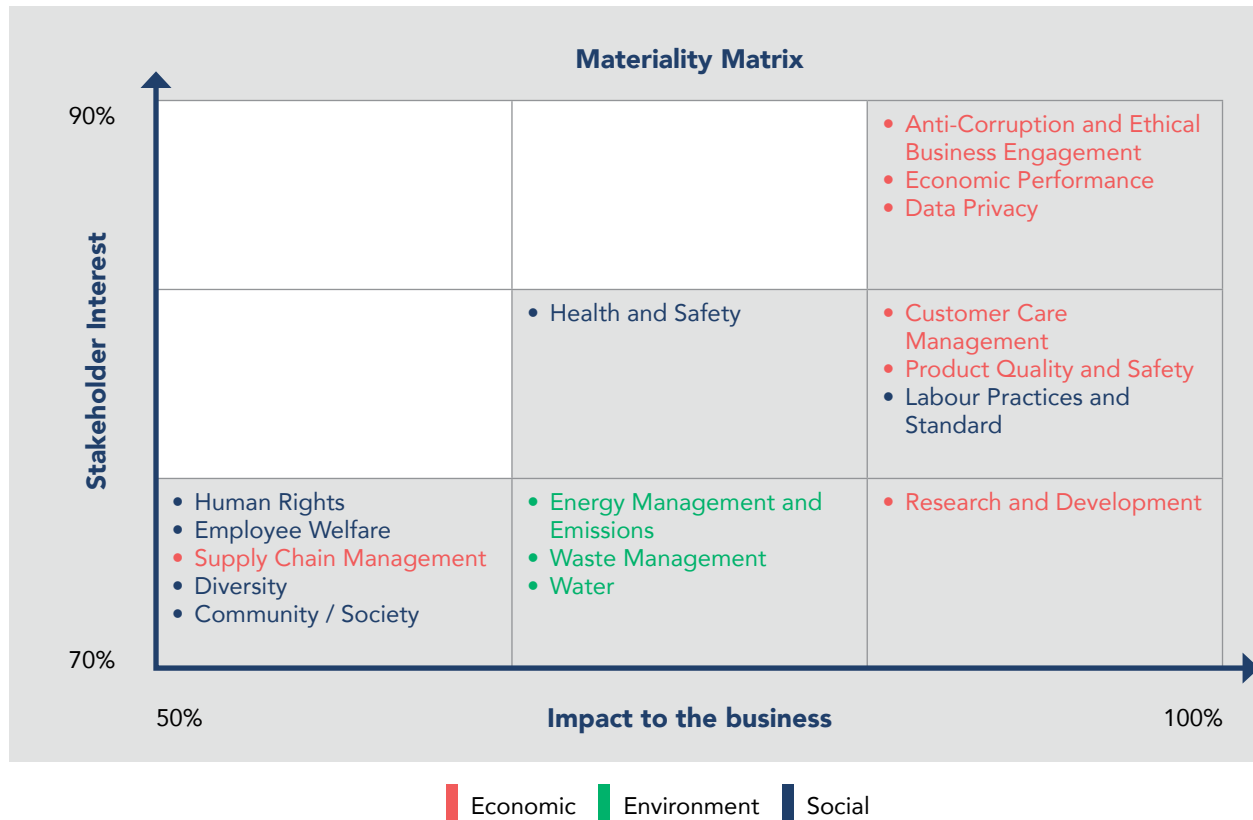 Materiality Matrix
90%
• Anti-Corruption and Ethical
Business Engagement
• Economic Performance
• Data Privacy
Stakeholder Interest
• Health and Safety
• Customer Care
Management
• Product Quality and Safety
• Labour Practices and
Standard
• Human Rights
• Employee Welfare
• Supply Chain Management
• Diversity
• Community / Society
• Energy Management and
Emissions
• Waste Management
• Water
• Research and Development
70%
50%
Impact to the business
100%
Economic
Environment
Social